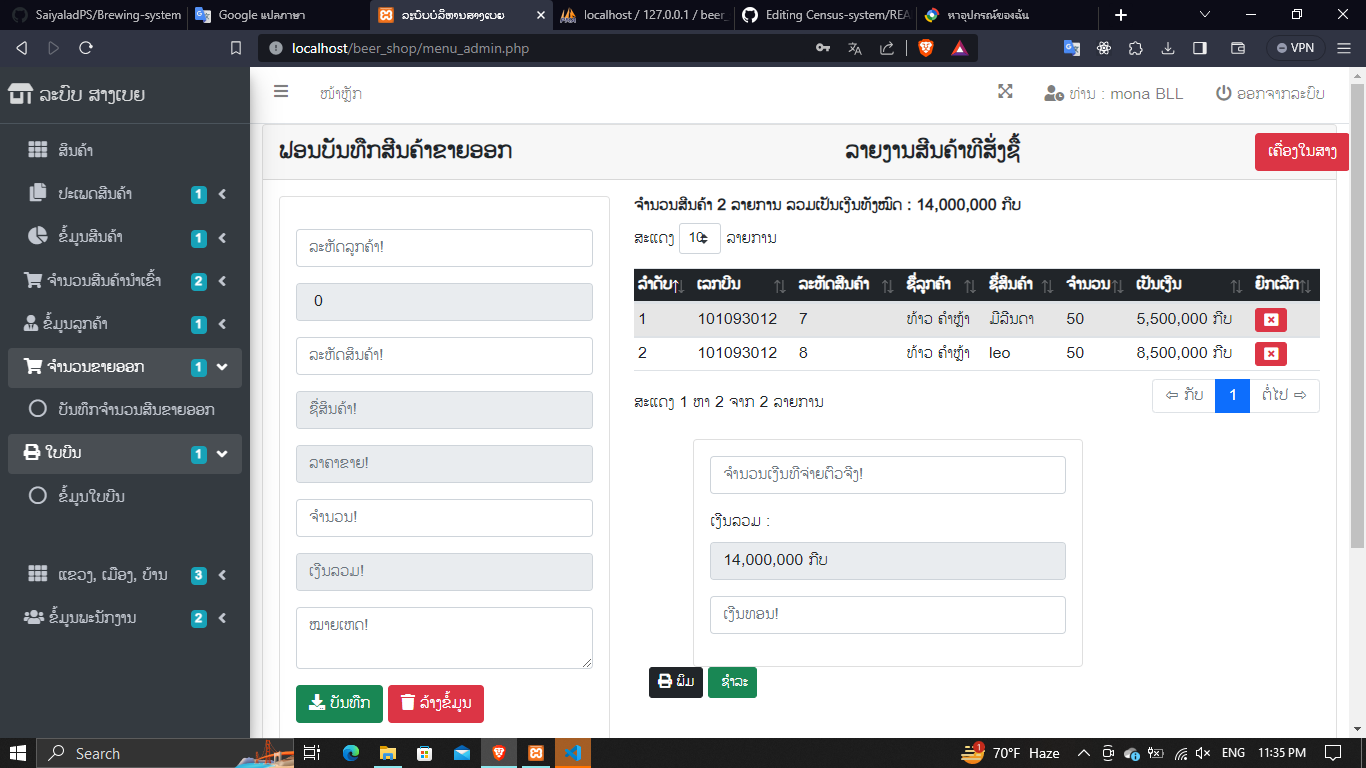 SaiyaladPS/Brewing-system
Google แปลภาษา
ລະບົບບໍລິຫານສາງເບຍ
localhost / 127.0.0.1 / beer_
Editing Census-system/REA
หาอุปกรณ์ของฉัน
localhost/beer_shop/menu_admin.php
VPN
ລະບົບ ສາງເບຍ
ໜ້າຫຼັກ
ທ່ານ : mona BLL
ອອກຈາກລະບົບ
ສິນຄ້າ
ປະເພດສິນຄ້າ 1
ຂໍ້ມູນສິນຄ້າ 1
ຈຳນວນສິນຄ້ານຳເຂົ້າ 2
ຂໍ້ມູນລູກຄ້າ 1
ຈຳນວນຂາຍອອກ 1
ບັນທຶກຈຳນວນສິນຂາຍອອກ
ໃບບິນ 1
ຂໍ້ມູນໃບບິນ
ແຂວງ, ເມືອງ, ບ້ານ 3
ຂໍ້ມູນພະນັກງານ 2
ຟອນບັນທຶກສິນຄ້າຂາຍອອກ
ລາຍງານສິນຄ້າທີສັ່ງຊື້
ເຄື່ອງໃນສາງ
ລະຫັດລູກຄ້າ!
0
ລະຫັດສິນຄ້າ!
ຊື່ສິນຄ້າ!
ລາຄາຂາຍ!
ຈຳນວນ!
ເງິນລວມ!
ໝາຍເຫດ!
ບັນທຶກ
ລ້າງຂໍ້ມູນ
ຈຳນວນສິນຄ້າ 2 ລາຍການ ລວມເປັນເງິນທັງໝົດ : 14,000,000 ກີບ
ສະແດງ 10 ລາຍການ
ລຳດັບ ເລກບິນ ລະຫັດສິນຄ້າ ຊື່ລູກຄ້າ ຊື່ສິນຄ້າ ຈຳນວນ ເປັນເງິນ ຍົກເລີກ
1 101093012 7 ທ້າວ ຄຳຫຼ້າ ມີລິນດາ 50 5,500,000 ກີບ
2 101093012 8 ທ້າວ ຄຳຫຼ້າ leo 50 8,500,000 ກີບ
ສະແດງ 1 ຫາ 2 ຈາກ 2 ລາຍການ
⇦ ກັບ 1 ຕໍ່ໄປ ⇨
ຈຳນວນເງິນທີຈ່າຍຕົວຈີງ!
ເງິນລວມ :
14,000,000 ກີບ
ເງິນທອນ!
ພິມ
ຊຳລະ
Search
1
70°F Haze
ENG
11:35 PM